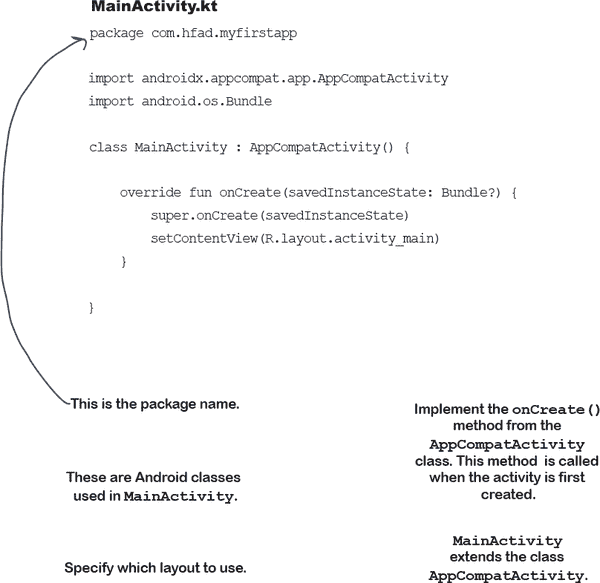 MainActivity.kt
package com.hfad.myfirstapp
import androidx.appcompat.app.AppCompatActivity
import android.os.Bundle
class MainActivity : AppCompatActivity() {
override fun onCreate(savedInstanceState: Bundle?) {
super.onCreate(savedInstanceState)
setContentView(R.layout.activity_main)
}
}
This is the package name.
These are Android classes
used in MainActivity.
Specify which layout to use.
Implement the onCreate()
method from the
AppCompatActivity
class. This method is called
when the activity is first
created.
MainActivity
extends the class
AppCompatActivity.